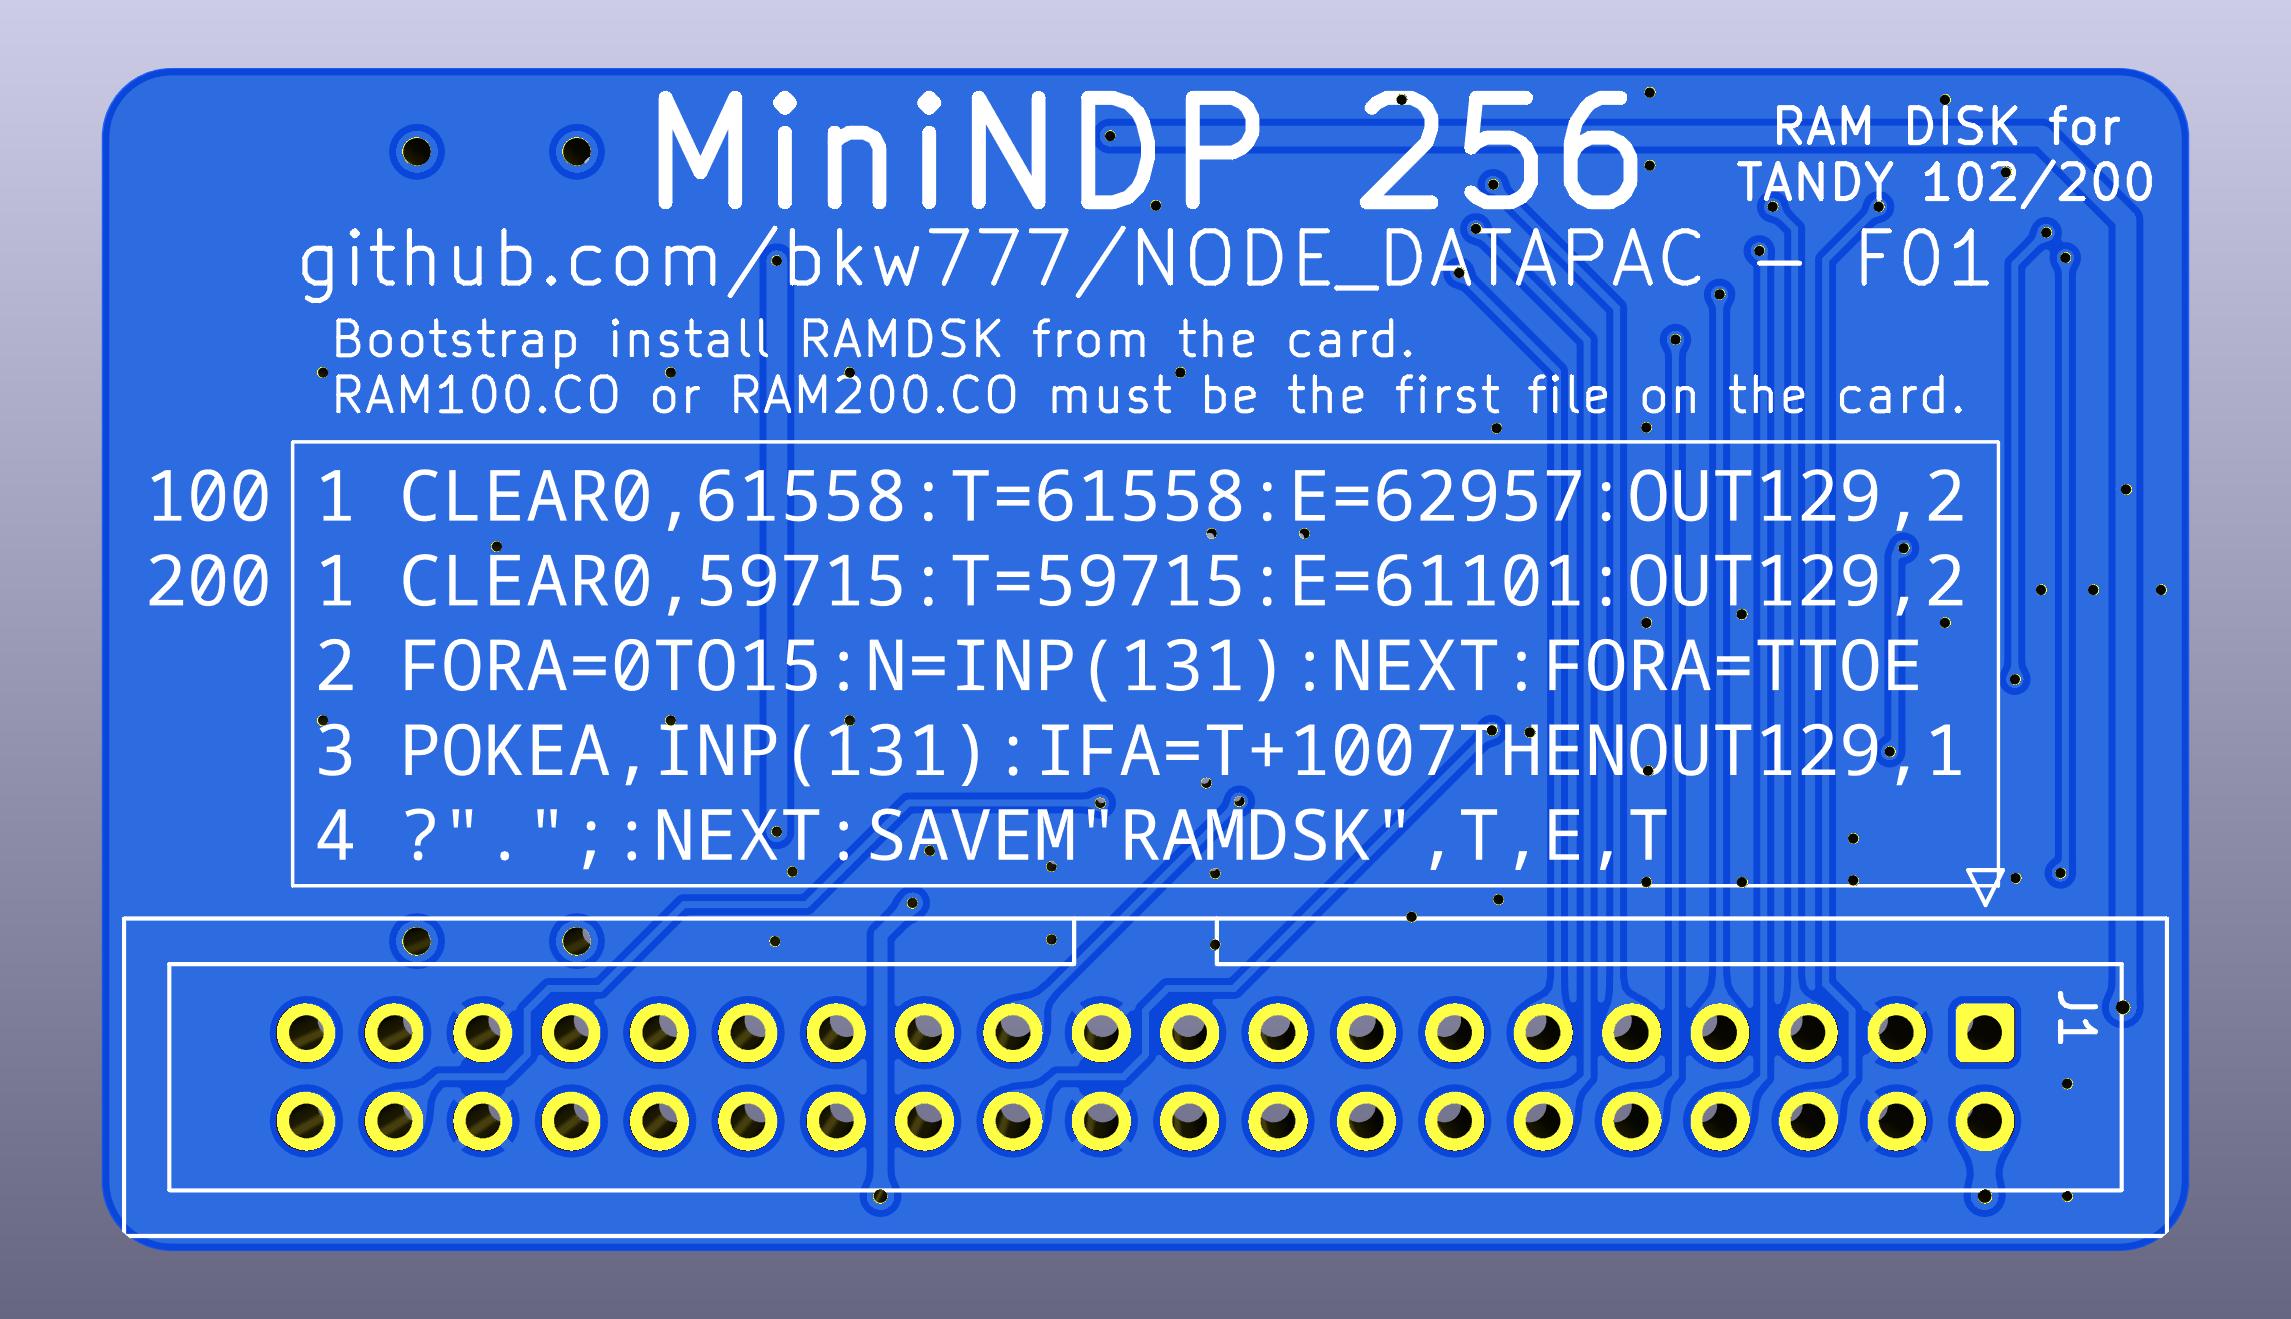 MiniNDP 256
RAM DISK for
TANDY 102/200
github.com/bkw777/NODE_DATAPAC - F01
Bootstrap install RAMDSK from the card.
RAM100.CO or RAM200.CO must be the first file on the card.
100 1 CLEAR0,61558:T=61558:E=62957:OUT129,2
200 1 CLEAR0,59715:T=59715:E=61101:OUT129,2
2 FORA=0TO15:N=INP(131):NEXT:FORA=TTOE
3 POKEA,INP(131):IFA=T+1007THENOUT129,1
4 ?".";:NEXT:SAVEM"RAMDSK",T,E,T
J1